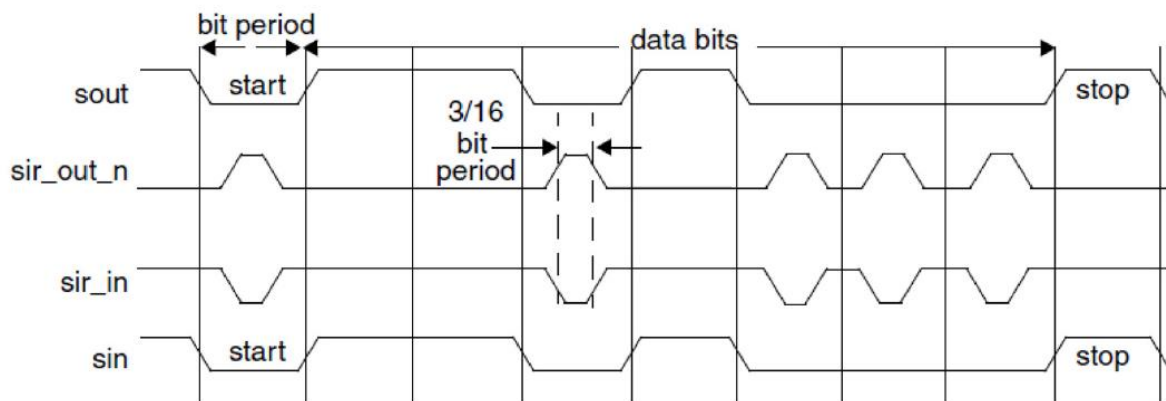 bit period
data bits
sout
start
stop
3/16
bit
period
sir_out_n
sir_in
sin
start
stop